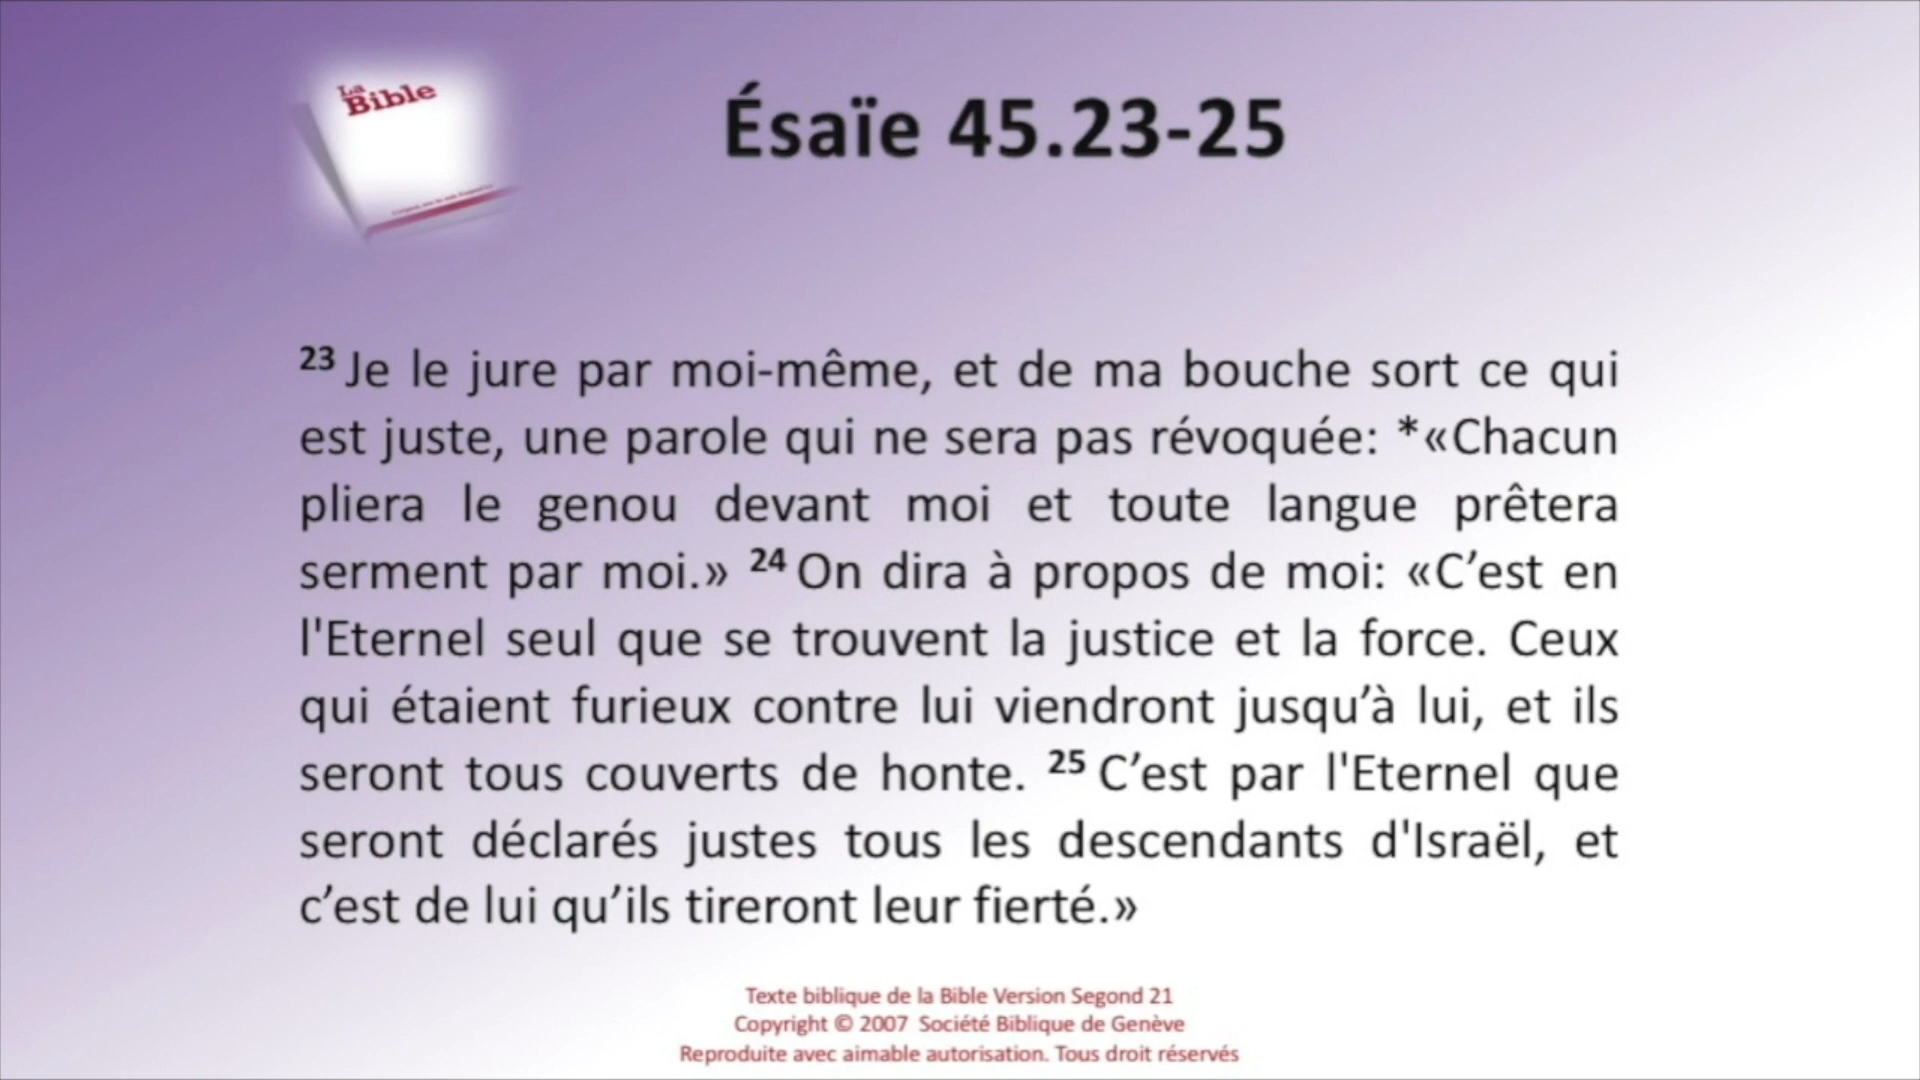 La
Bible
Ésaïe 45.23-25
23 Je le jure par moi-même, et de ma bouche sort ce qui
est juste, une parole qui ne sera pas révoquée: *«Chacun
pliera le genou devant moi et toute langue prêtera
serment par moi.» 24 On dira à propos de moi: «C’est en
l'Eternel seul que se trouvent la justice et la force. Ceux
qui étaient furieux contre lui viendront jusqu’à lui, et ils
seront tous couverts de honte. 25 C’est par l'Eternel que
seront déclarés justes tous les descendants d'Israël, et
c’est de lui qu’ils tireront leur fierté.»
Texte biblique de la Bible Version Segond 21
Copyright © 2007 Société Biblique de Genève
Reproduite avec aimable autorisation. Tous droit réservés